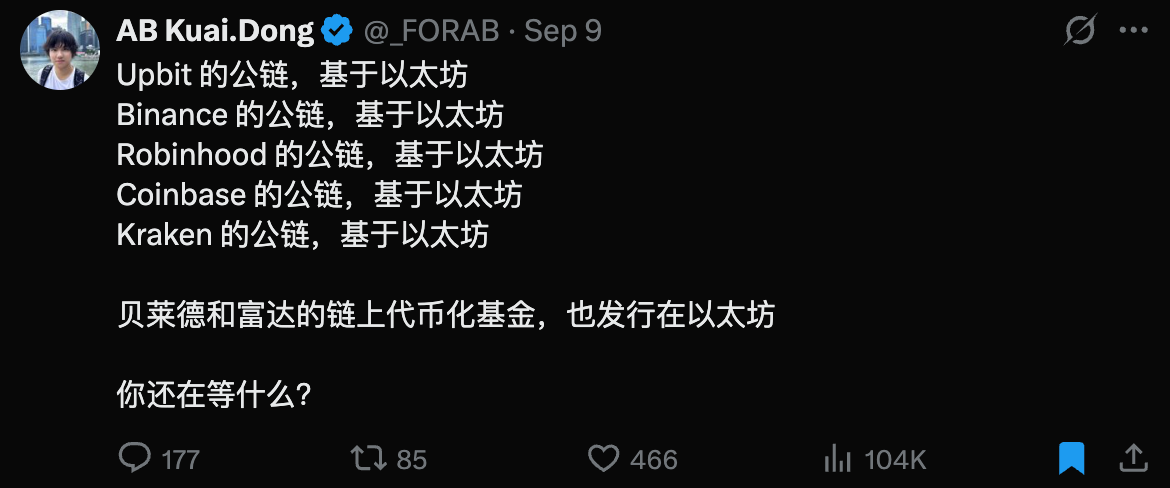 AB Kuai.Dong @_FORAB · Sep 9
Upbit 的公链，基于以太坊
Binance 的公链，基于以太坊
Robinhood 的公链，基于以太坊
Coinbase 的公链，基于以太坊
Kraken 的公链，基于以太坊
贝莱德和富达的链上代币化基金，也发行在以太坊
你还在等什么？
177 85 466 104K